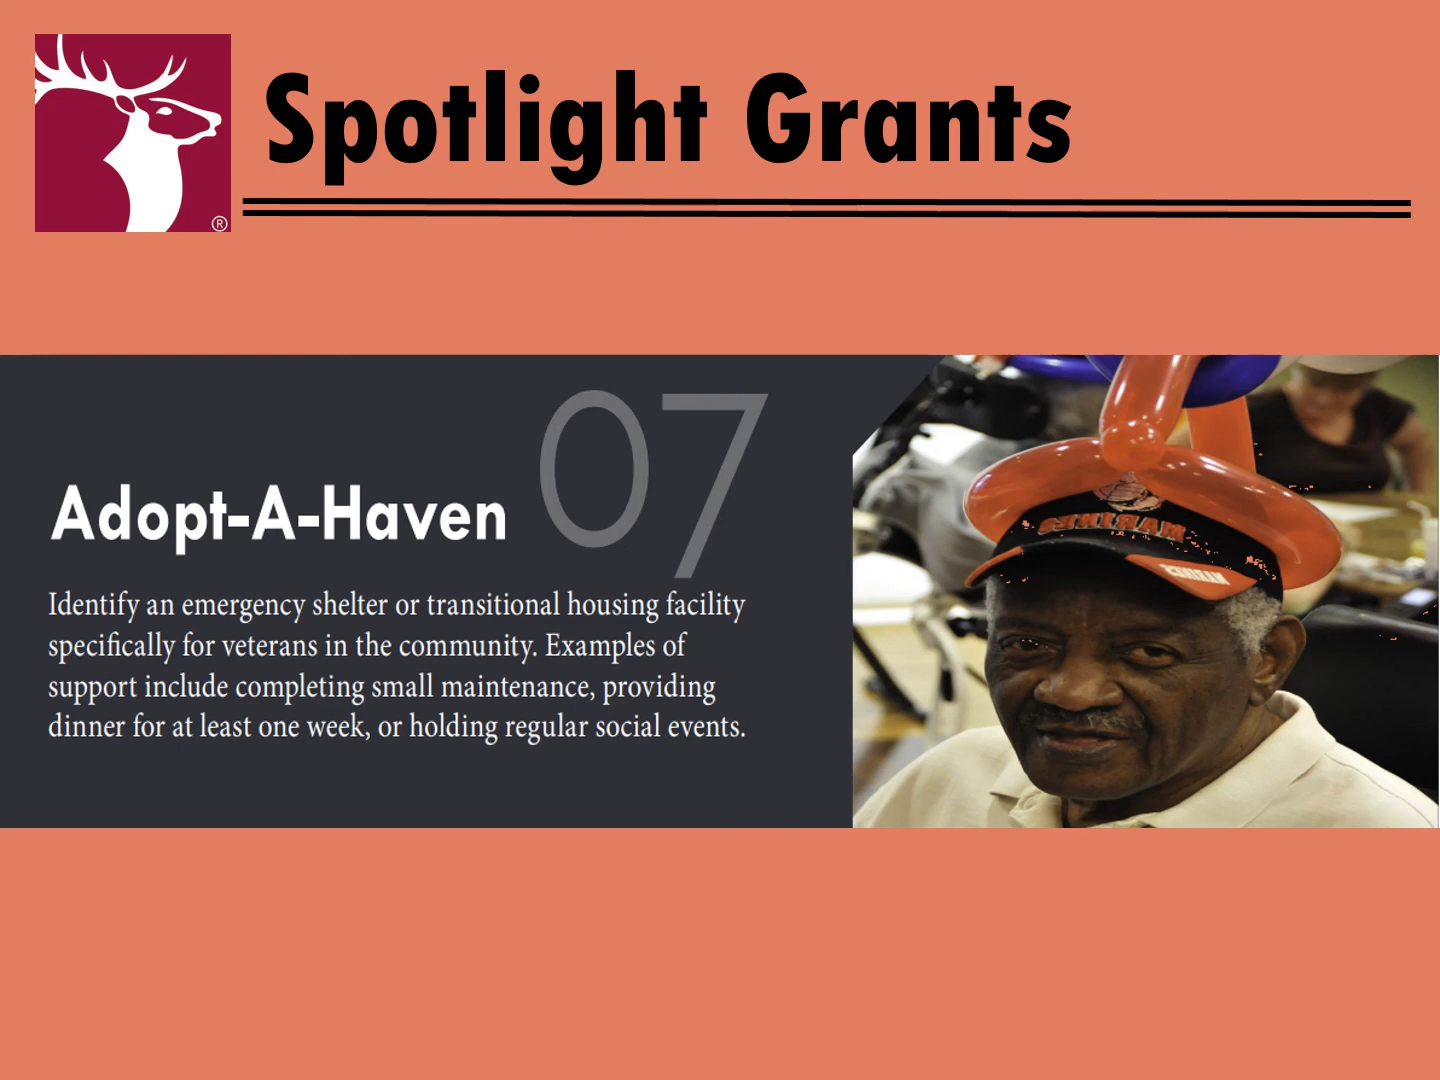 Spotlight Grants
®
07
Adopt-A-Haven
Identify an emergency shelter or transitional housing facility
specifically for veterans in the community. Examples of
support include completing small maintenance, providing
dinner for at least one week, or holding regular social events.
MARINES
MARINES